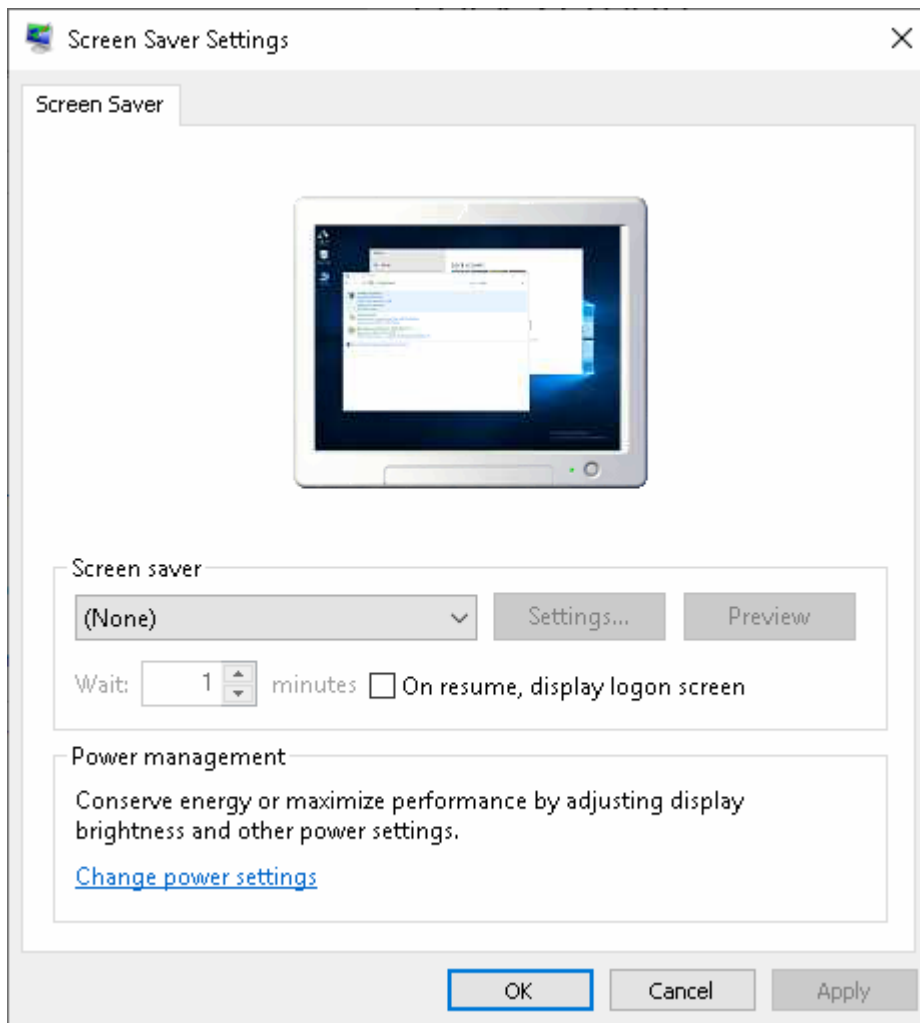 Screen Saver Settings
Screen Saver
Screen saver
(None)
Settings...
Preview
Wait:
1
minutes
On resume, display logon screen
Power management
Conserve energy or maximize performance by adjusting display
brightness and other power settings.
Change power settings
OK
Cancel
Apply